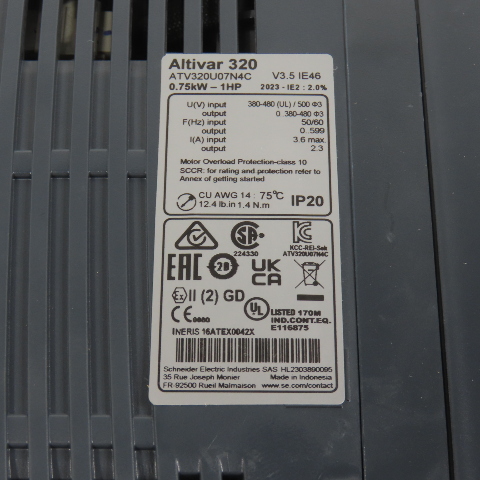 Altivar 320
ATV320U07N4C V3.5 IE46
0.75kW - 1HP 2023 - IE2 : 2.0%
U(V) input 380-480 (UL) / 500 Φ3
output 0..380-480 Φ3
F(Hz) input 50/60
output 0..599
I(A) input 3.6 max.
output 2.3
Motor Overload Protection-class 10
SCCR: for rating and protection refer to
Annex of getting started
CU AWG 14 : 75°C
12.4 lb.in 1.4 N.m IP20
224330
KCC-REI-Sek
ATV320U07N4C
EAC UK
CA
Ex II (2) GD
CE
UL LISTED 170M
IND.CONT.EQ.
E116875
INERIS 16ATEX0042X
Schneider Electric Industries SAS HL2303890095
35 Rue Joseph Monier Made in Indonesia
FR-92500 Rueil Malmaison www.se.com/contact